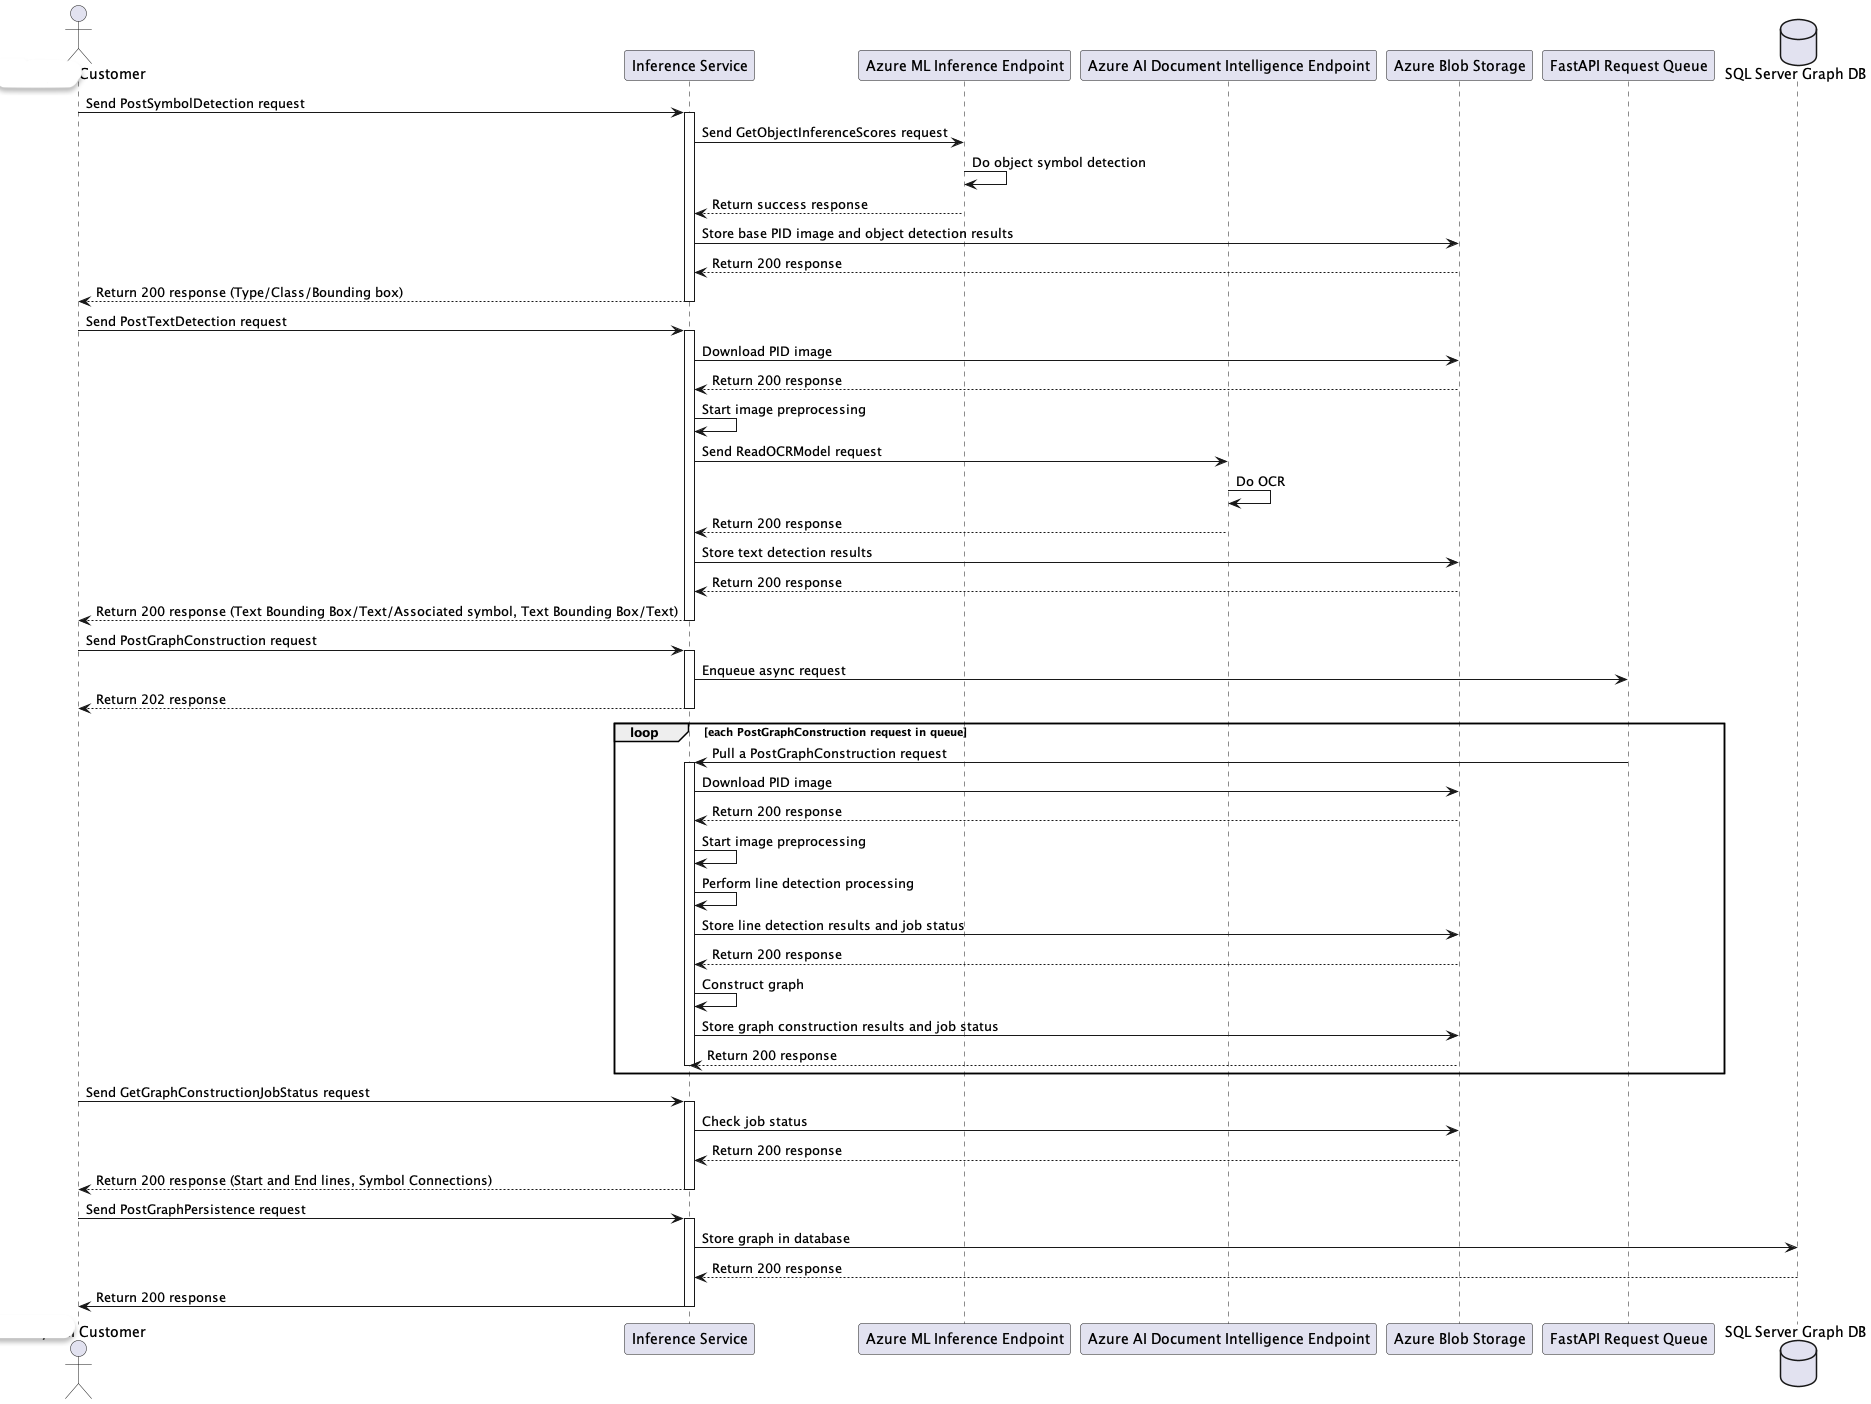 Customer
Inference Service
Azure ML Inference Endpoint
Azure AI Document Intelligence Endpoint
Azure Blob Storage
FastAPI Request Queue
SQL Server Graph DB
Send PostSymbolDetection request
Send GetObjectInferenceScores request
Do object symbol detection
Return success response
Store base PID image and object detection results
Return 200 response
Return 200 response (Type/Class/Bounding box)
Send PostTextDetection request
Download PID image
Return 200 response
Start image preprocessing
Send ReadOCRModel request
Do OCR
Return 200 response
Store text detection results
Return 200 response
Return 200 response (Text Bounding Box/Text/Associated symbol, Text Bounding Box/Text)
Send PostGraphConstruction request
Enqueue async request
Return 202 response
loop [each PostGraphConstruction request in queue]
Pull a PostGraphConstruction request
Download PID image
Return 200 response
Start image preprocessing
Perform line detection processing
Store line detection results and job status
Return 200 response
Construct graph
Store graph construction results and job status
Return 200 response
Send GetGraphConstructionJobStatus request
Check job status
Return 200 response
Return 200 response (Start and End lines, Symbol Connections)
Send PostGraphPersistence request
Store graph in database
Return 200 response
Return 200 response
Customer
Inference Service
Azure ML Inference Endpoint
Azure AI Document Intelligence Endpoint
Azure Blob Storage
FastAPI Request Queue
SQL Server Graph DB